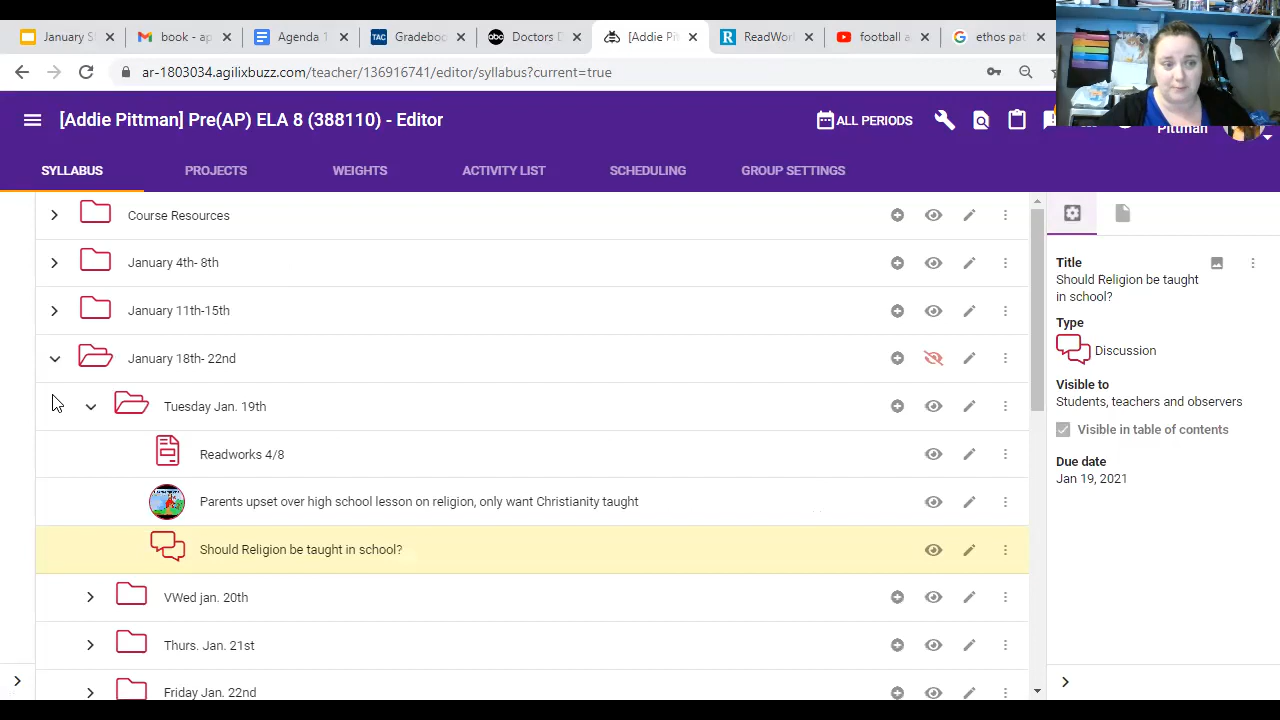 January S
book - ap
Agenda 1
TAC
Gradeboo
abc
Doctors D
[Addie Pi
R
ReadWor
football a
G
ethos pat
ar-1803034.agilixbuzz.com/teacher/136916741/editor/syllabus?current=true
[Addie Pittman] Pre(AP) ELA 8 (388110) - Editor
ALL PERIODS
Pittman
SYLLABUS
PROJECTS
WEIGHTS
ACTIVITY LIST
SCHEDULING
GROUP SETTINGS
Course Resources
January 4th- 8th
January 11th-15th
January 18th- 22nd
Tuesday Jan. 19th
Readworks 4/8
Parents upset over high school lesson on religion, only want Christianity taught
Should Religion be taught in school?
VWed jan. 20th
Thurs. Jan. 21st
Friday Jan. 22nd
Title
Should Religion be taught
in school?
Type
Discussion
Visible to
Students, teachers and observers
Visible in table of contents
Due date
Jan 19, 2021